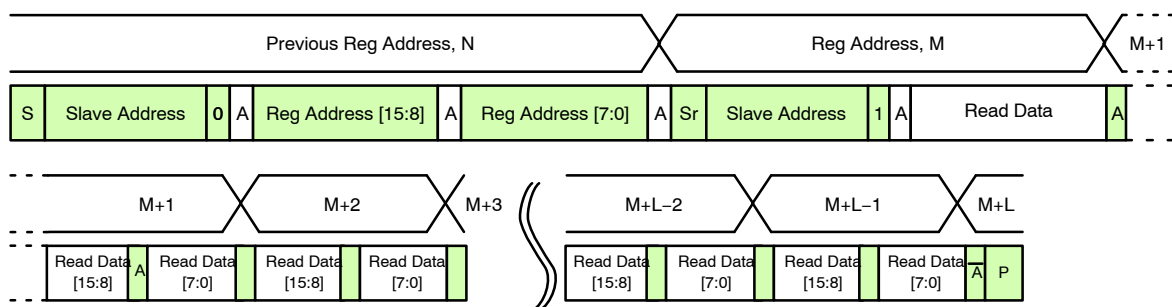 Previous Reg Address, N
Reg Address, M
M+1
S
Slave Address
0
A
Reg Address [15:8]
A
Reg Address [7:0]
A
Sr
Slave Address
1
A
Read Data
A
M+1
M+2
M+3
M+L−2
M+L−1
M+L
Read Data
[15:8]
A
Read Data
[7:0]
Read Data
[15:8]
Read Data
[7:0]
Read Data
[15:8]
Read Data
[7:0]
Read Data
[15:8]
Read Data
[7:0]
A̅
P